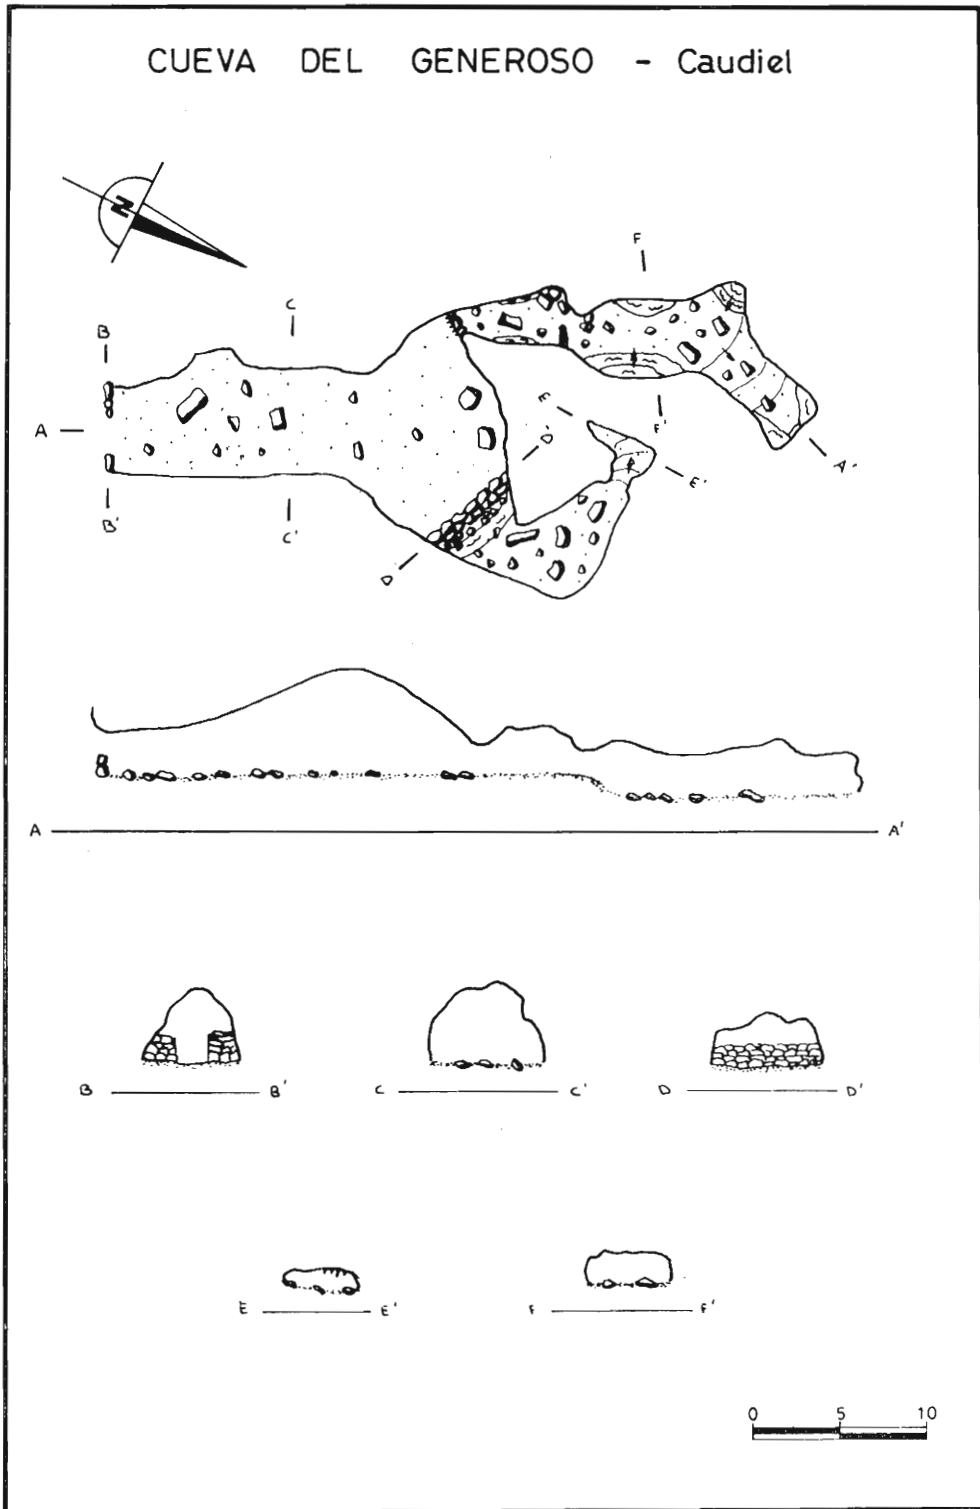 CUEVA DEL GENEROSO - Caudiel
N
F
C
B
E
D'
A
F'
E'
A'
B'
C'
D
A A'
B B' C C' D D'
E E' F F'
0 5 10